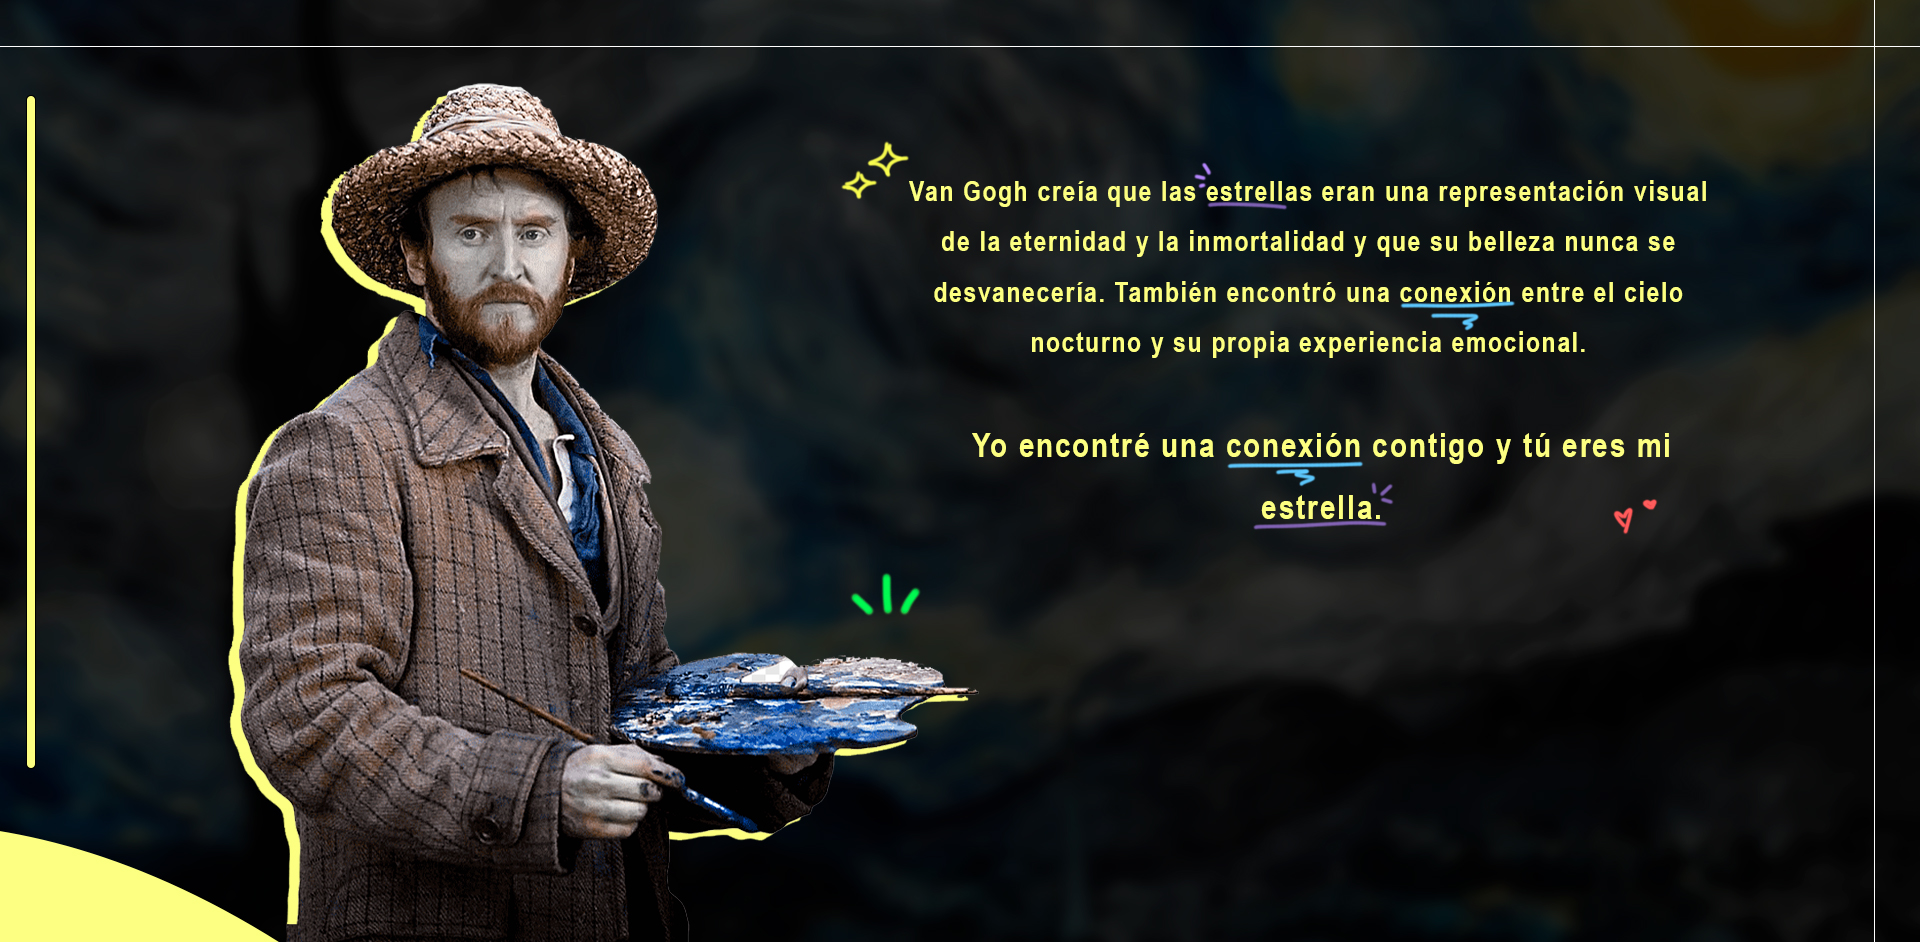 Van Gogh creía que las estrellas eran una representación visual
de la eternidad y la inmortalidad y que su belleza nunca se
desvanecería. También encontró una conexión entre el cielo
nocturno y su propia experiencia emocional.
Yo encontré una conexión contigo y tú eres mi
estrella.